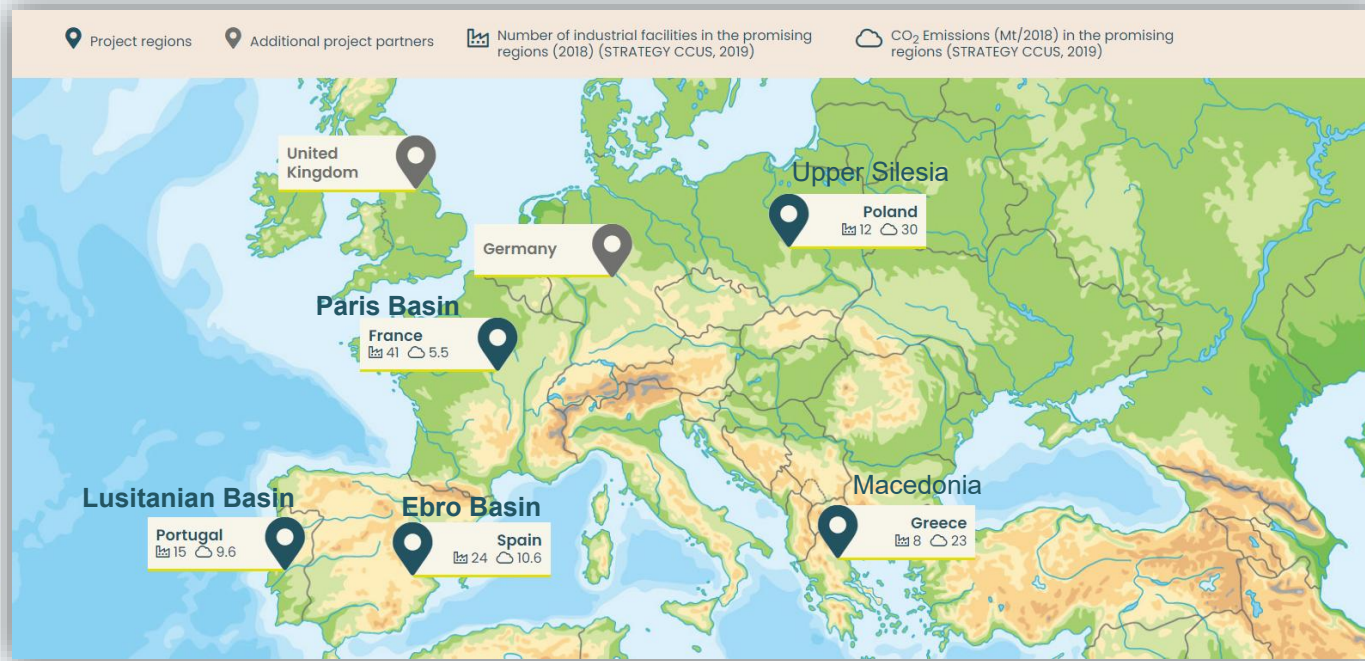 Project regions
Additional project partners
Number of industrial facilities in the promising
regions (2018) (STRATEGY CCUS, 2019)
CO₂ Emissions (Mt/2018) in the promising
regions (STRATEGY CCUS, 2019)
United
Kingdom
Upper Silesia
Poland
12 30
Germany
Paris Basin
France
41 5.5
Macedonia
Greece
8 23
Lusitanian Basin
Portugal
15 9.6
Ebro Basin
Spain
24 10.6